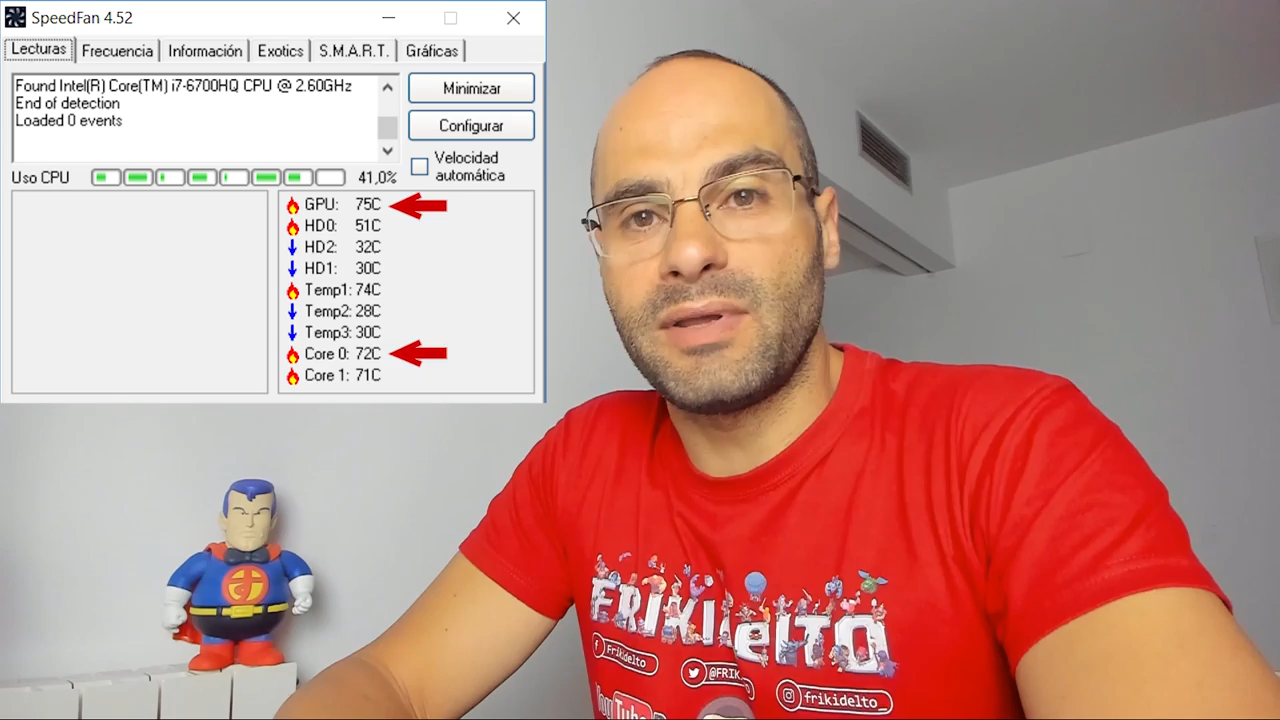 SpeedFan 4.52
Lecturas Frecuencia Información Exotics S.M.A.R.T. Gráficas
Found Intel(R) Core(TM) i7-6700HQ CPU @ 2.60GHz
End of detection
Loaded 0 events
Minimizar
Configurar
Velocidad
automática
Uso CPU 41,0%
GPU: 75C
HD0: 51C
HD2: 32C
HD1: 30C
Temp1: 74C
Temp2: 28C
Temp3: 30C
Core 0: 72C
Core 1: 71C
FRIKIdelTO
Frikidelto
@FRIK
frikidelto_
YouTube